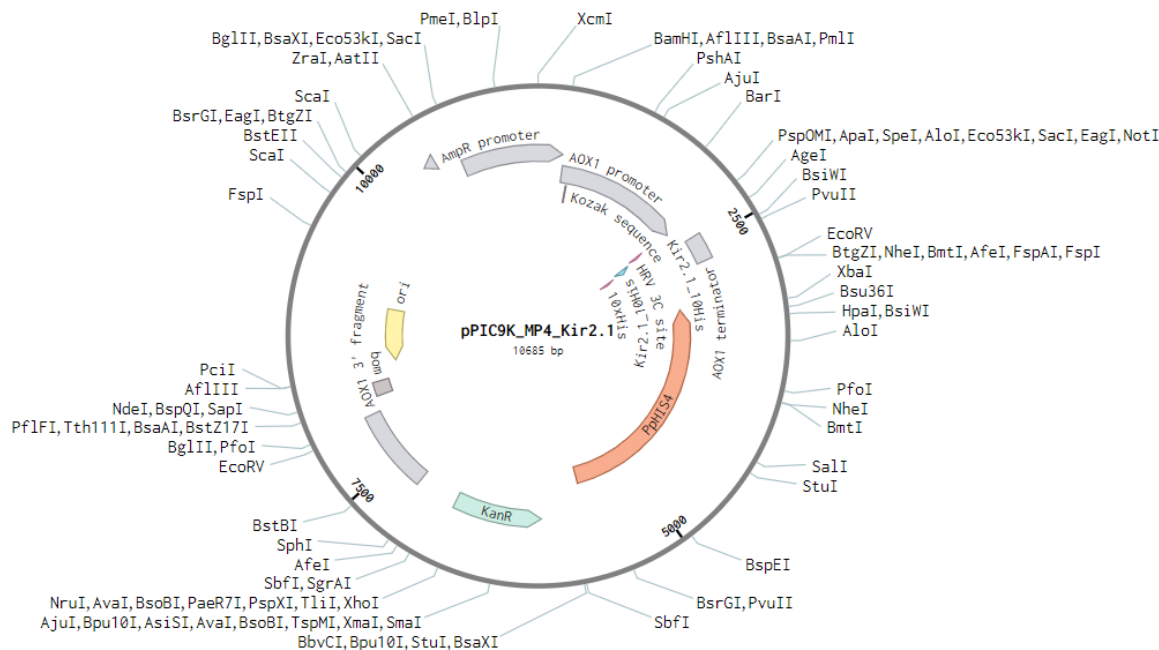 PmeI,BlpI
XcmI
BglII,BsaXI,Eco53kI,SacI
BamHI,AflIII,BsaAI,PmlI
ZraI,AatII
PshAI
AjuI
ScaI
BarI
BsrGI,EagI,BtgZI
BstEII
PspOMI,ApaI,SpeI,AloI,Eco53kI,SacI,EagI,NotI
ScaI
AgeI
BsiWI
FspI
PvuII
10000
AmpR promoter
AOX1 promoter
Kozak sequence
2500
EcoRV
BtgZI,NheI,BmtI,AfeI,FspAI,FspI
XbaI
Bsu36I
HpaI,BsiWI
AloI
Kir2.1_10His
HRV 3C site
Kir2.1_10His
10xHis
AOX1 terminator
ori
bom
AOX1 3' fragment
pPIC9K_MP4_Kir2.1
10685 bp
PciI
AflIII
NdeI,BspQI,SapI
PflFI,Tth111I,BsaAI,BstZ17I
BglII,PfoI
EcoRV
PfoI
NheI
BmtI
PpHIS4
SalI
StuI
7500
KanR
5000
BstBI
SphI
AfeI
SbfI,SgrAI
NruI,AvaI,BsoBI,PaeR7I,PspXI,TliI,XhoI
AjuI,Bpu10I,AsiSI,AvaI,BsoBI,TspMI,XmaI,SmaI
BbvCI,Bpu10I,StuI,BsaXI
BspEI
BsrGI,PvuII
SbfI